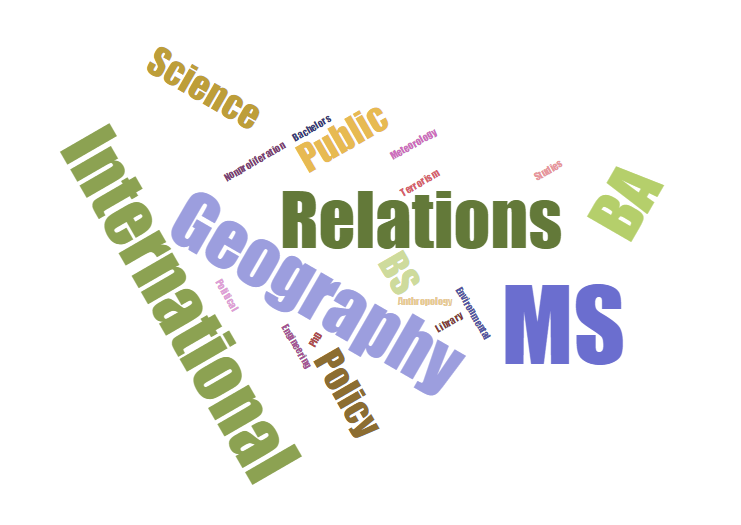 Science
Bachelors
Public
Nonproliferation
Meteorology
Terrorism
Studies
International
BA
Relations
Geography
BS
Political
Anthropology
Environmental
Library
MS
Engineering
PhD
Policy